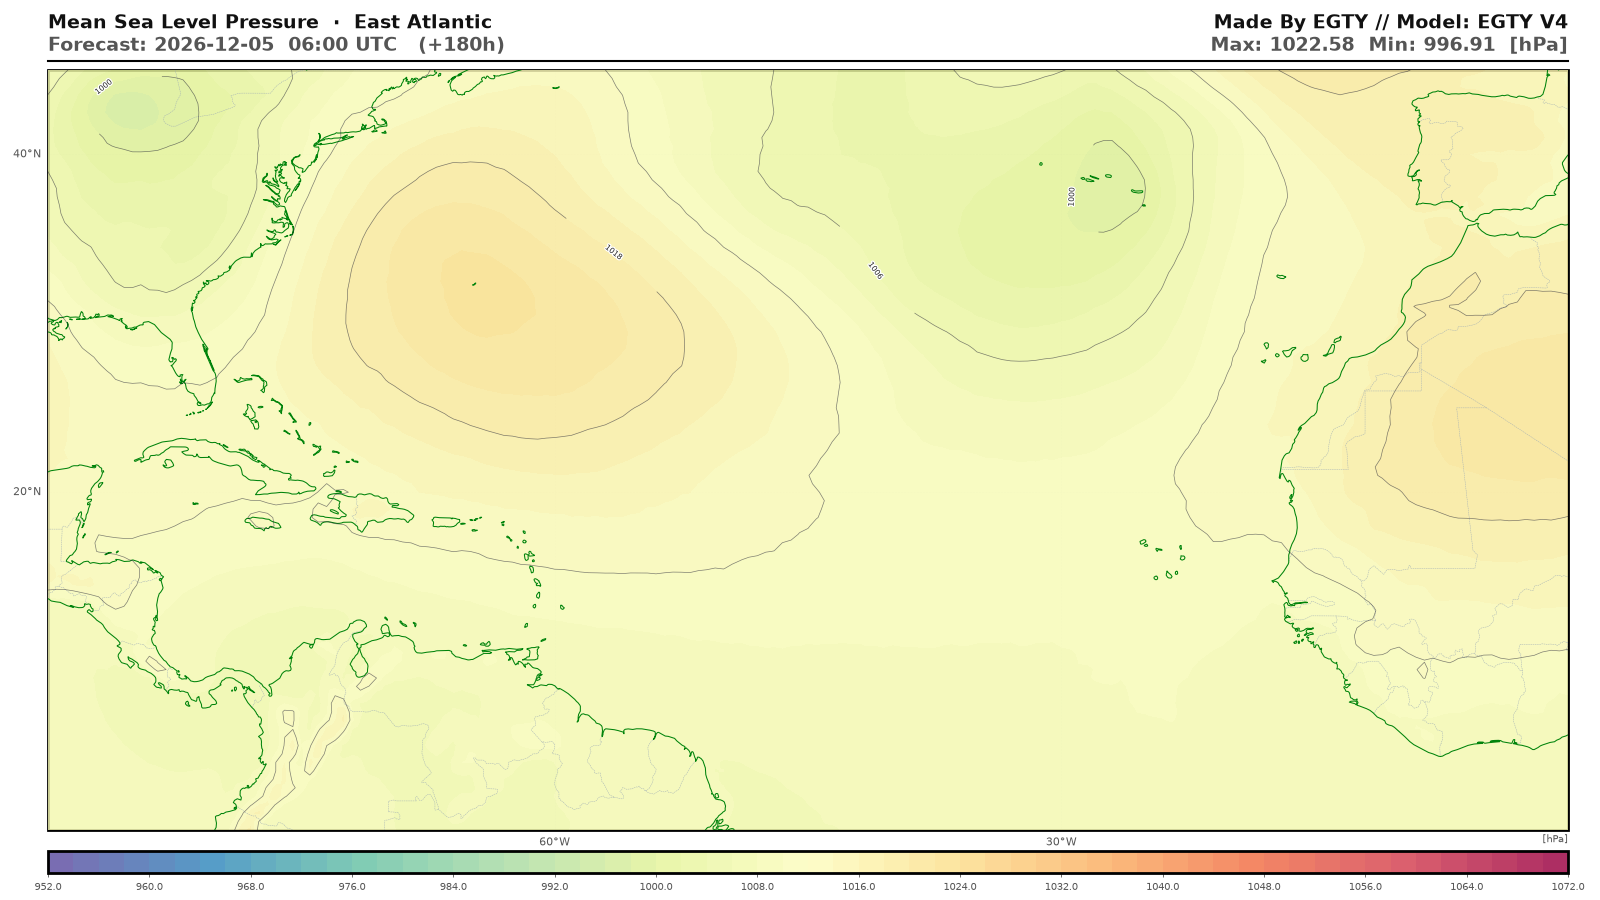 Mean Sea Level Pressure · East Atlantic
Made By EGTY // Model: EGTY V4
Forecast: 2026-12-05 06:00 UTC (+180h)
Max: 1022.58 Min: 996.91 [hPa]
1000
40°N
1000
1018
1006
20°N
60°W
30°W
[hPa]
952.0 960.0 968.0 976.0 984.0 992.0 1000.0 1008.0 1016.0 1024.0 1032.0 1040.0 1048.0 1056.0 1064.0 1072.0